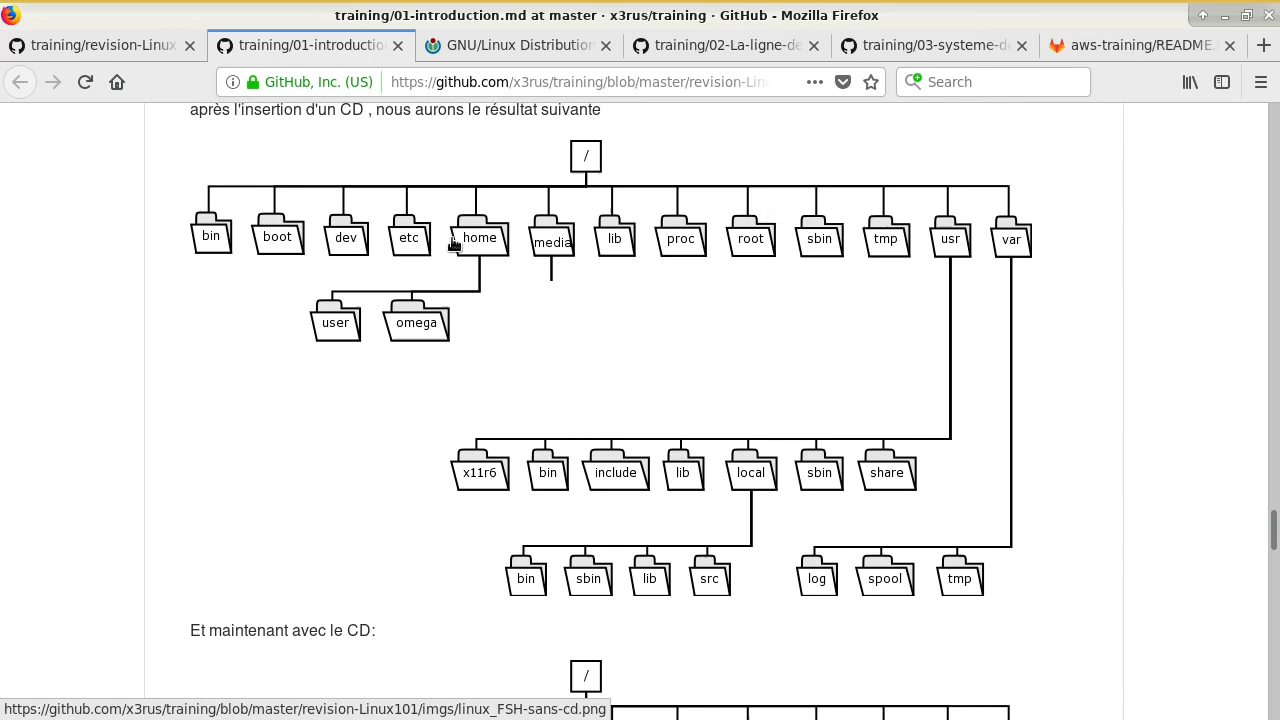 training/01-introduction.md at master · x3rus/training · GitHub - Mozilla Firefox
training/revision-Linux
training/01-introductio
GNU/Linux Distribution
training/02-La-ligne-de
training/03-systeme-d
aws-training/README.
GitHub, Inc. (US)
https://github.com/x3rus/training/blob/master/revision-Linu
Search
après l'insertion d'un CD , nous aurons le résultat suivante
/
bin boot dev etc home media lib proc root sbin tmp usr var
user omega
x11r6 bin include lib local sbin share
bin sbin lib src log spool tmp
Et maintenant avec le CD:
/
https://github.com/x3rus/training/blob/master/revision-Linux101/imgs/linux_FSH-sans-cd.png